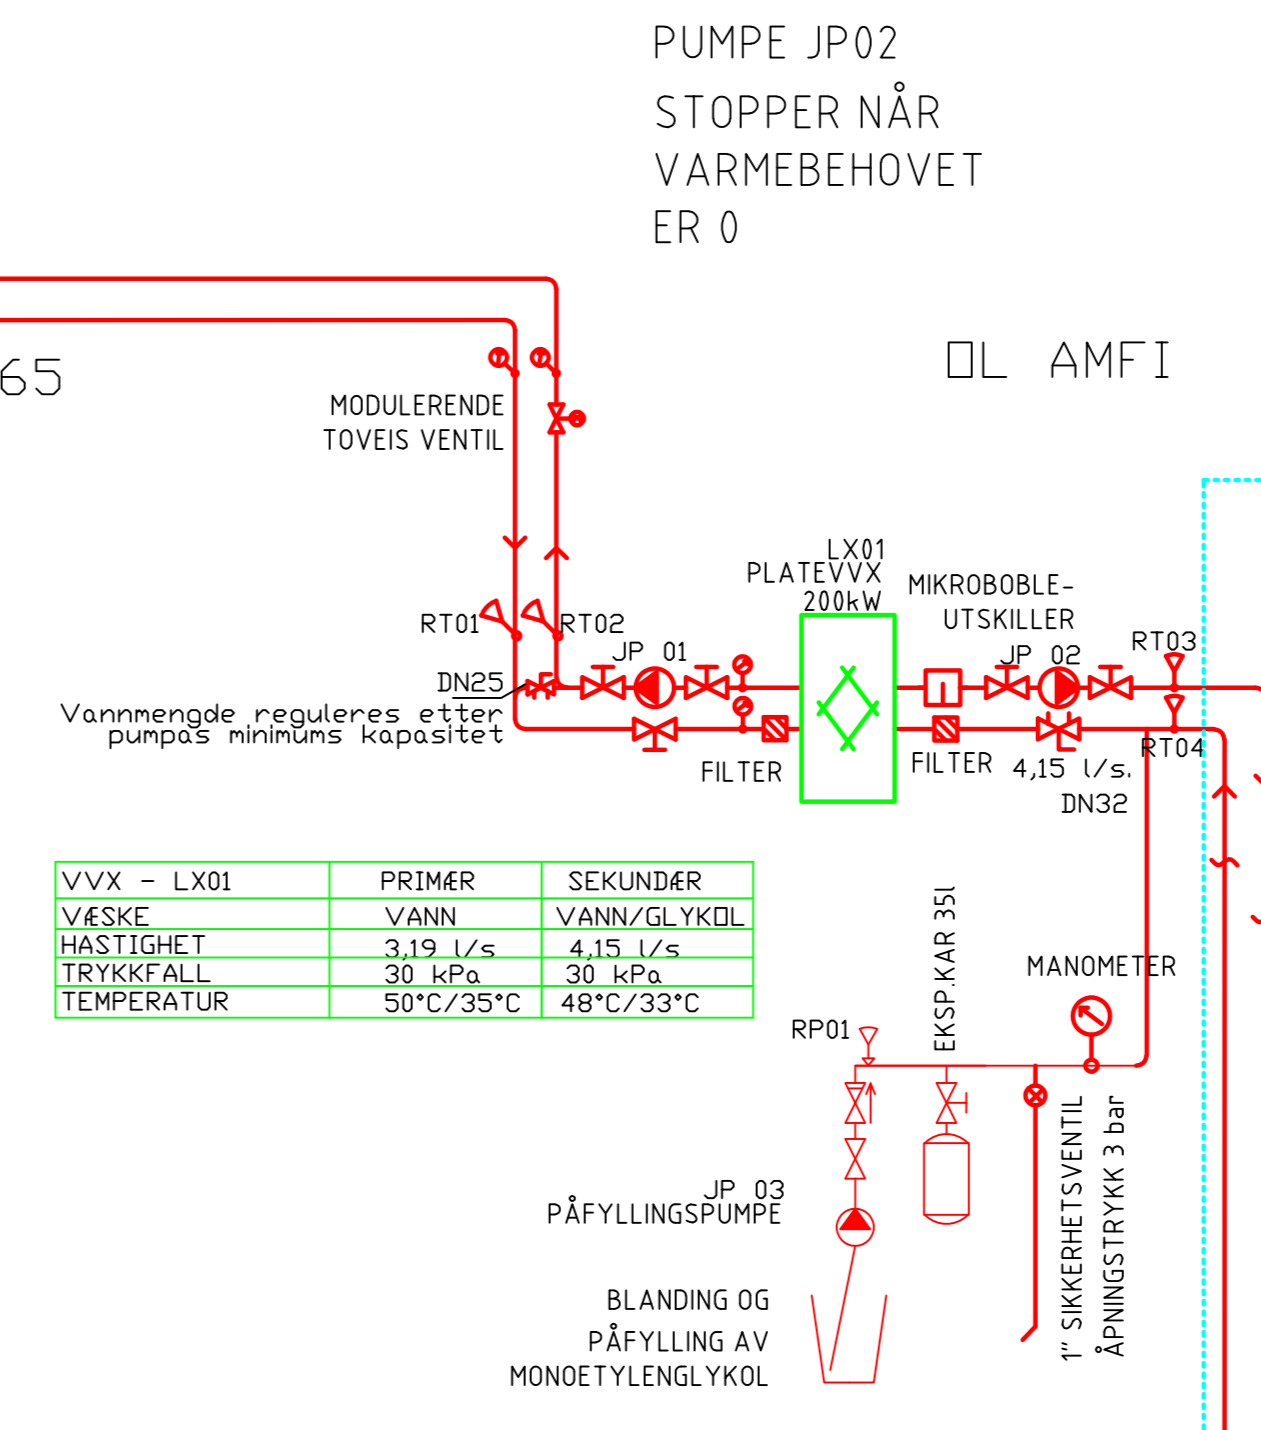 PUMPE JP02
STOPPER NÅR
VARMEBEHOVET
ER 0
65
OL AMFI
MODULERENDE
TOVEIS VENTIL
LX01
PLATEVVX
200kW
MIKROBOBLE-
UTSKILLER
RT01
RT02
JP 01
JP 02
RT03
DN25
Vannmengde reguleres etter
pumpas minimums kapasitet
FILTER
FILTER
4,15 l/s.
DN32
RT04
VVX - LX01 PRIMÆR SEKUNDÆR
VÆSKE VANN VANN/GLYKOL
HASTIGHET 3,19 l/s 4,15 l/s
TRYKKFALL 30 kPa 30 kPa
TEMPERATUR 50°C/35°C 48°C/33°C
EKSP.KAR 35l
MANOMETER
RP01
1" SIKKERHETSVENTIL
ÅPNINGSTRYKK 3 bar
JP 03
PÅFYLLINGSPUMPE
BLANDING OG
PÅFYLLING AV
MONOETYLENGLYKOL